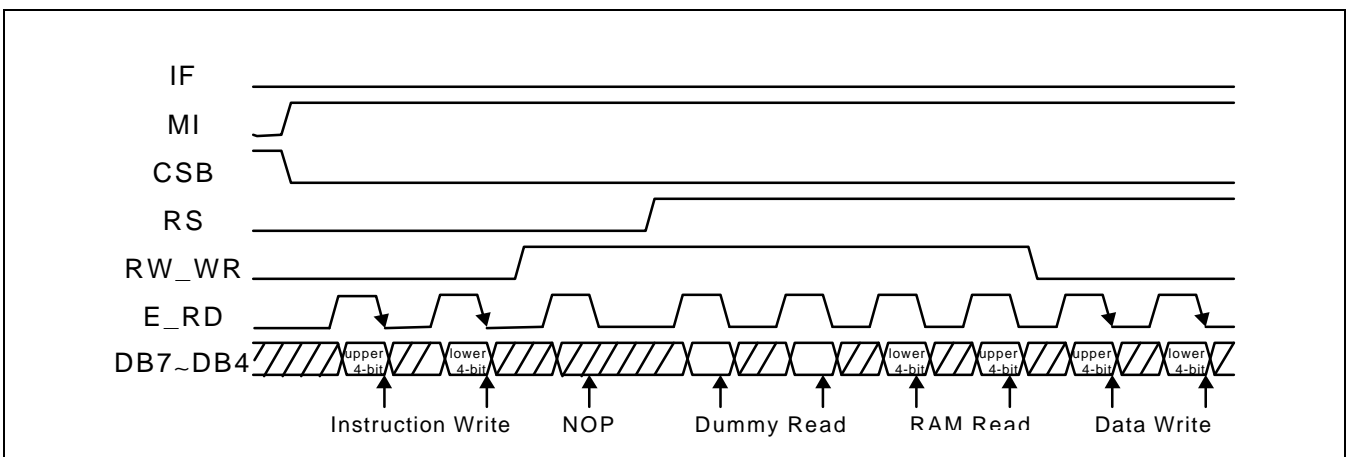 IF
MI
CSB
RS
RW_WR
E_RD
DB7~DB4
upper 4-bit
lower 4-bit
lower 4-bit
upper 4-bit
upper 4-bit
lower 4-bit
Instruction Write
NOP
Dummy Read
RAM Read
Data Write